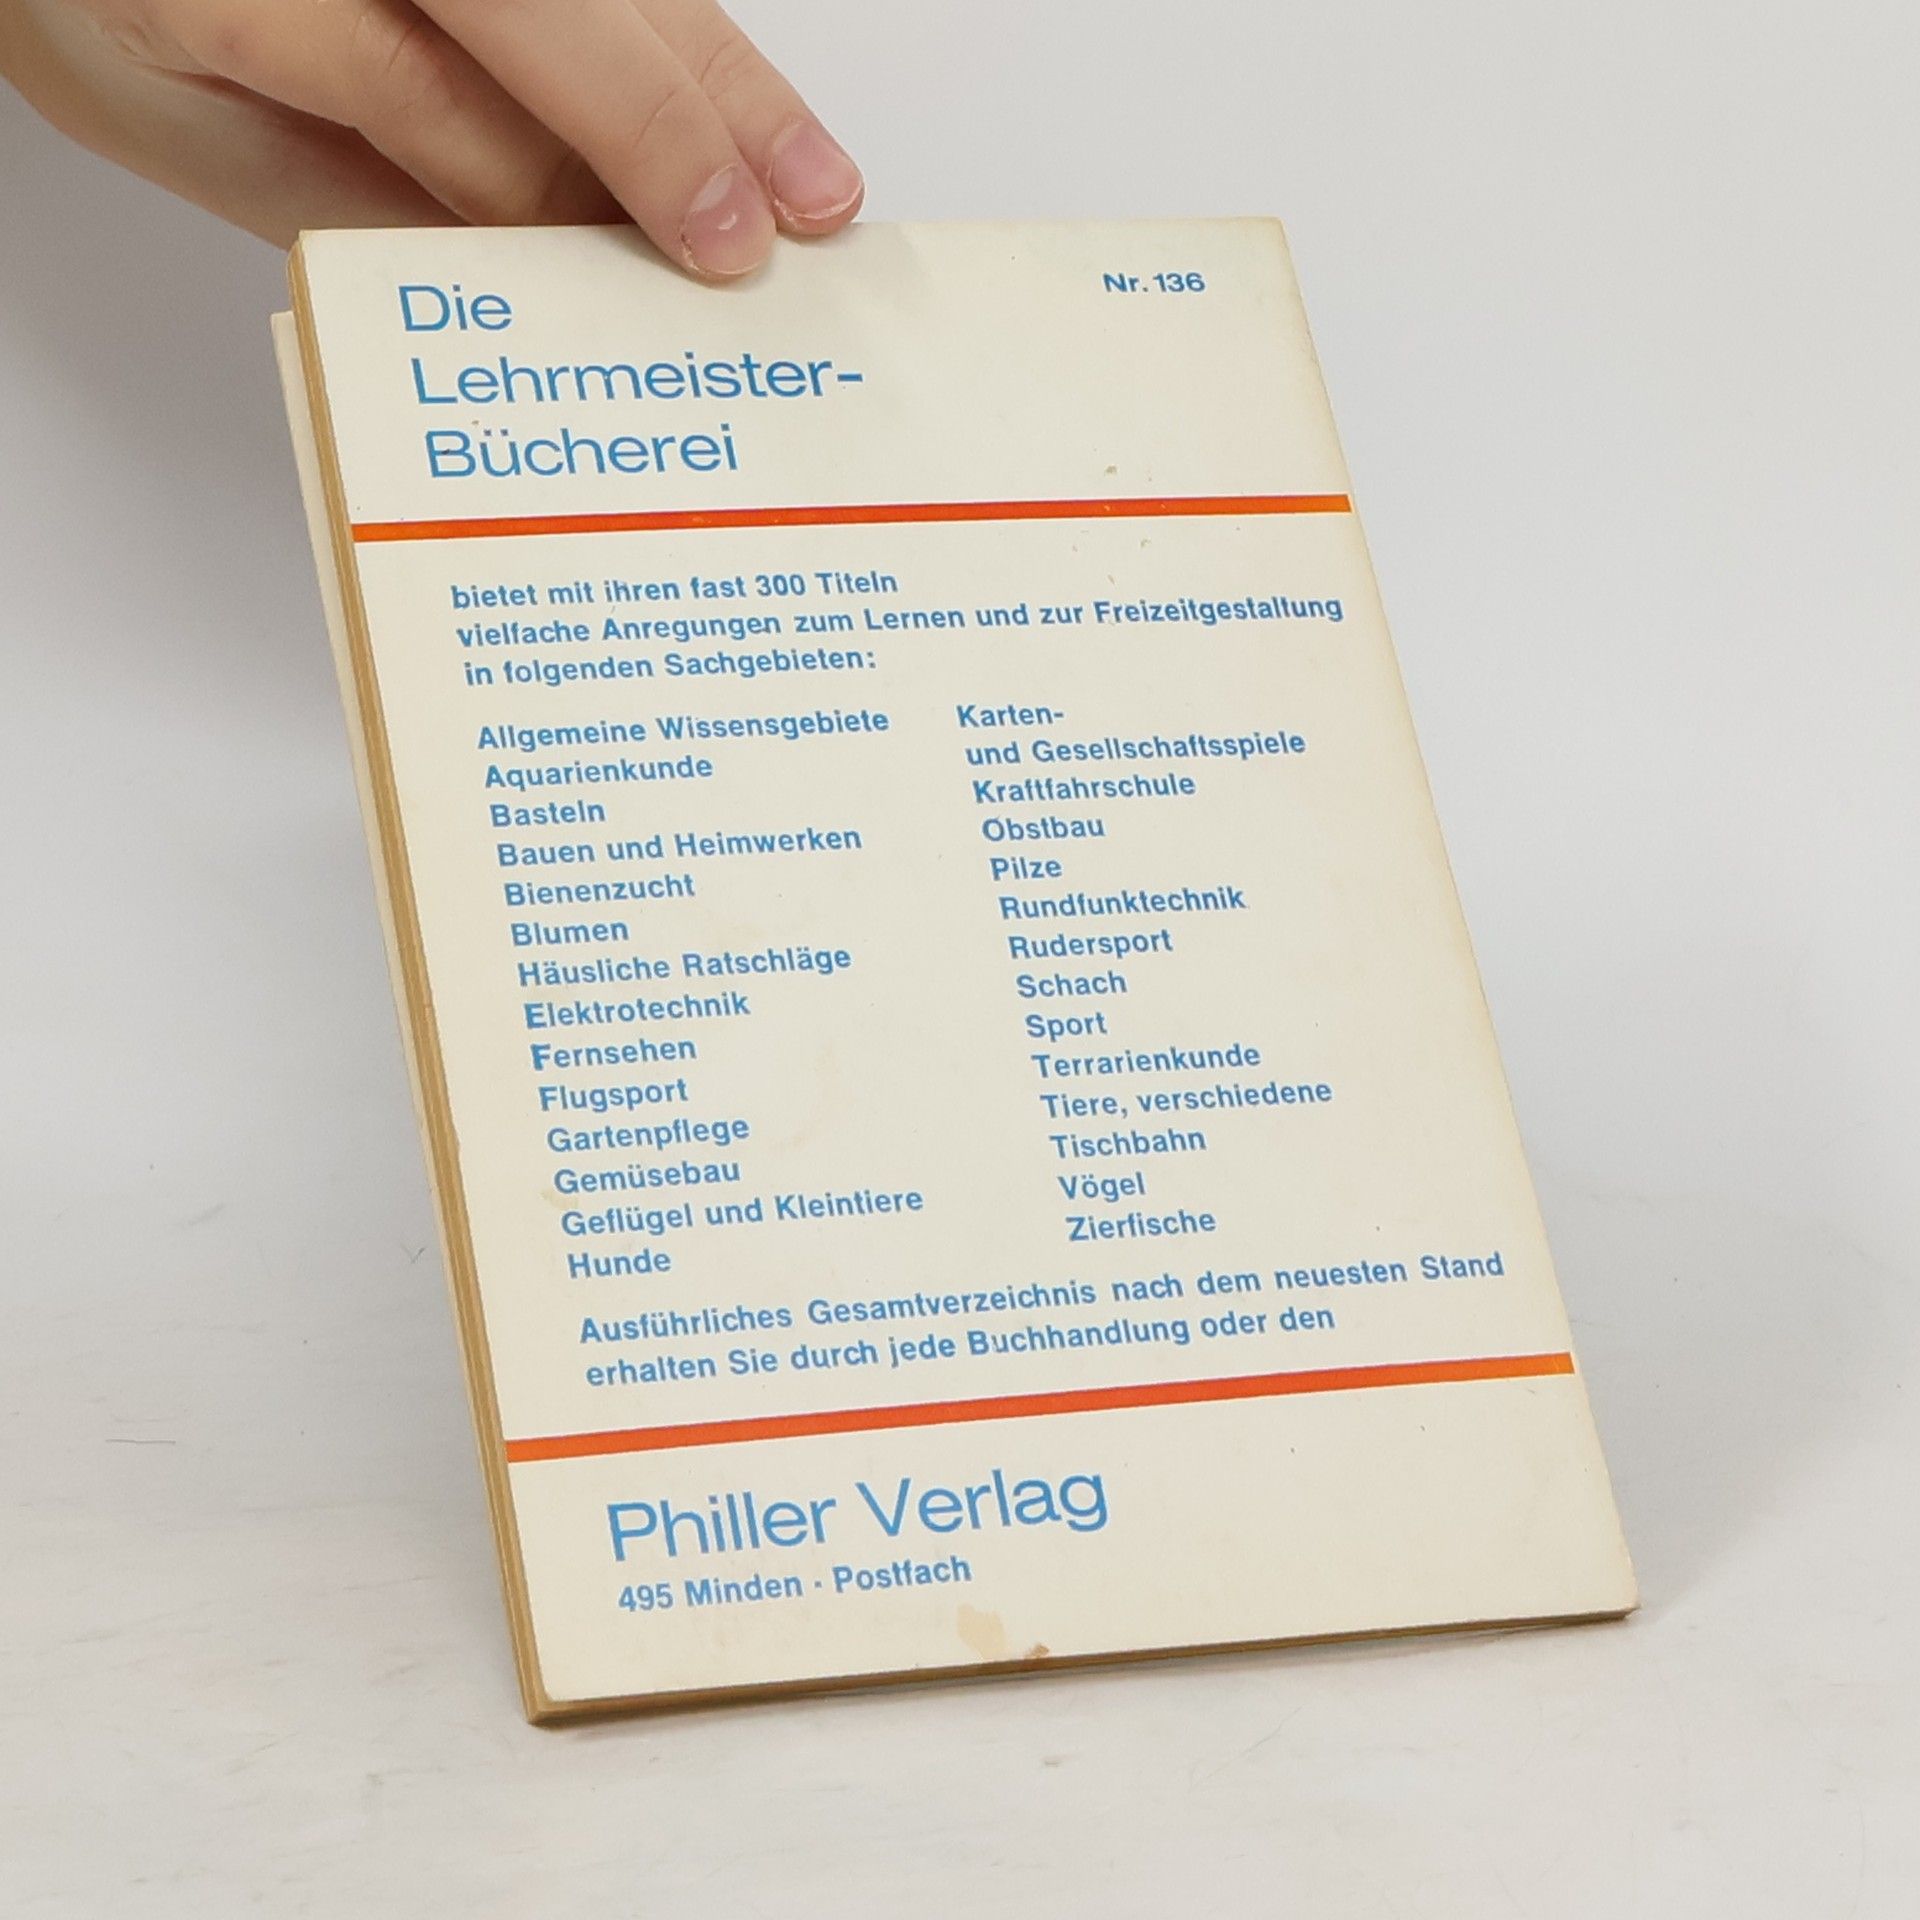 Die
Nr. 136
Lehrmeister-
Bücherei
bietet mit ihren fast 300 Titeln
vielfache Anregungen zum Lernen und zur Freizeitgestaltung
in folgenden Sachgebieten:
Allgemeine Wissensgebiete
Aquarienkunde
Basteln
Bauen und Heimwerken
Bienenzucht
Blumen
Häusliche Ratschläge
Elektrotechnik
Fernsehen
Flugsport
Gartenpflege
Gemüsebau
Geflügel und Kleintiere
Hunde
Karten-
und Gesellschaftsspiele
Kraftfahrschule
Obstbau
Pilze
Rundfunktechnik
Rudersport
Schach
Sport
Terrarienkunde
Tiere, verschiedene
Tischbahn
Vögel
Zierfische
Ausführliches Gesamtverzeichnis nach dem neuesten Stand
erhalten Sie durch jede Buchhandlung oder den
Philler Verlag
495 Minden · Postfach